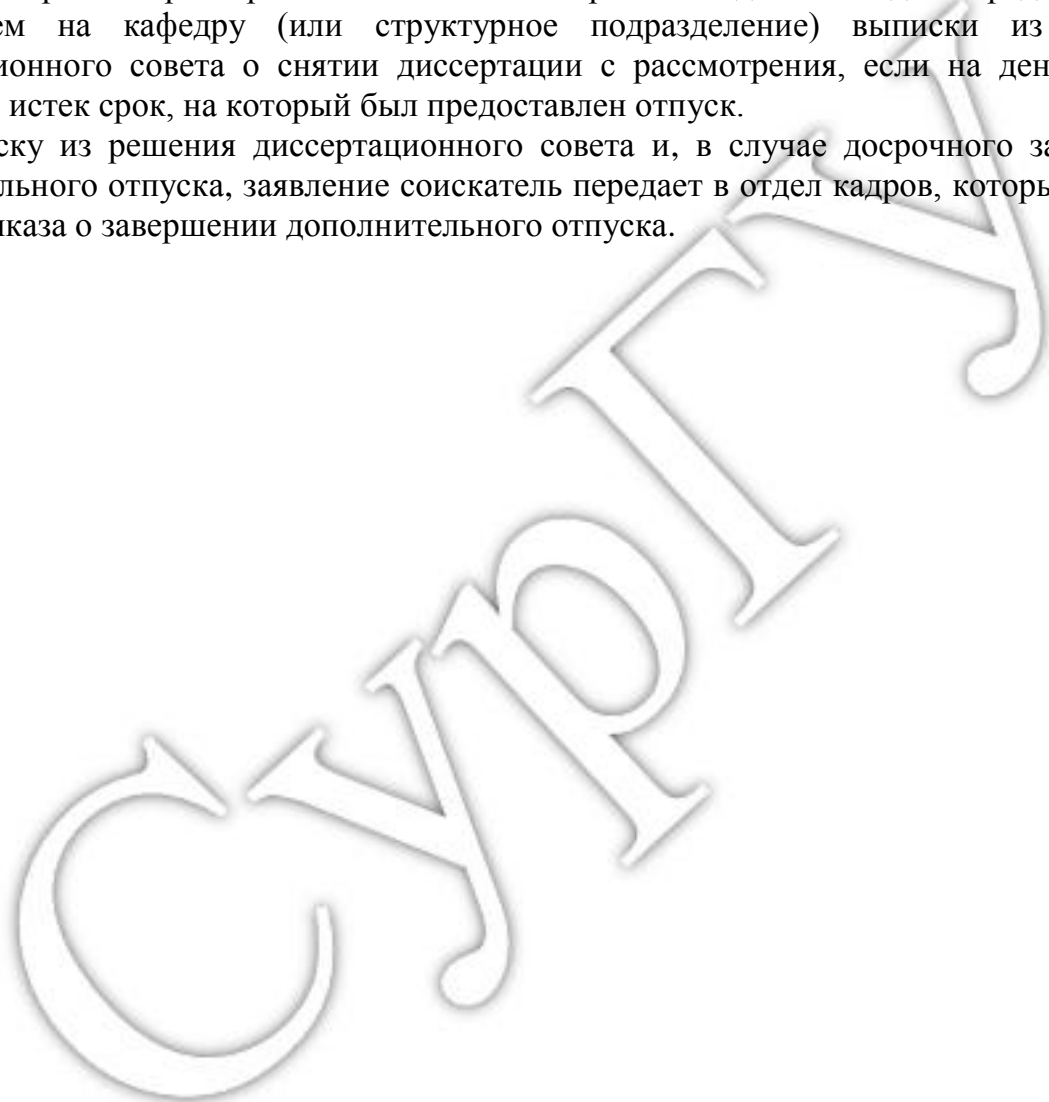 ем на кафедру (или структурное подразделение) выписки из
ионного совета о снятии диссертации с рассмотрения, если на ден
истек срок, на который был предоставлен отпуск.
ску из решения диссертационного совета и, в случае досрочного за
льного отпуска, заявление соискатель передает в отдел кадров, которы
иказа о завершении дополнительного отпуска.
СурГУ